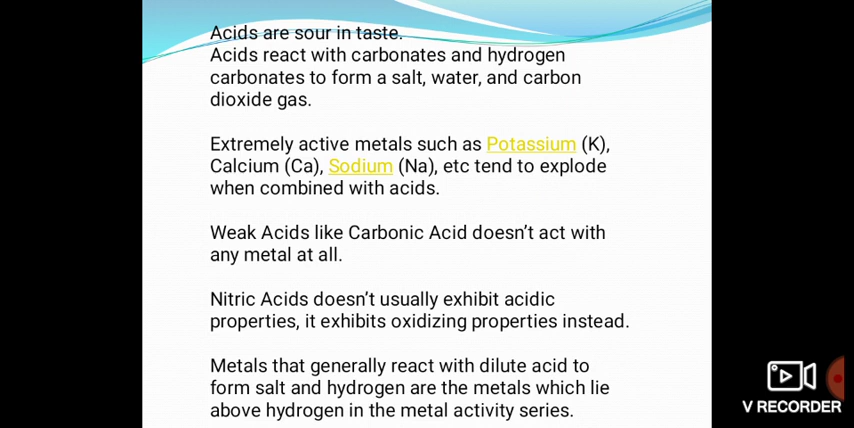 Acids are sour in taste.
Acids react with carbonates and hydrogen
carbonates to form a salt, water, and carbon
dioxide gas.
Extremely active metals such as Potassium (K),
Calcium (Ca), Sodium (Na), etc tend to explode
when combined with acids.
Weak Acids like Carbonic Acid doesn’t act with
any metal at all.
Nitric Acids doesn’t usually exhibit acidic
properties, it exhibits oxidizing properties instead.
Metals that generally react with dilute acid to
form salt and hydrogen are the metals which lie
above hydrogen in the metal activity series.
V RECORDER